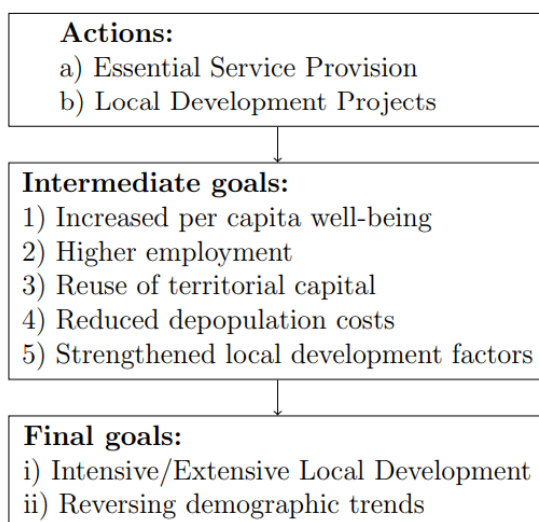 Actions:
a) Essential Service Provision
b) Local Development Projects
Intermediate goals:
1) Increased per capita well-being
2) Higher employment
3) Reuse of territorial capital
4) Reduced depopulation costs
5) Strengthened local development factors
Final goals:
i) Intensive/Extensive Local Development
ii) Reversing demographic trends